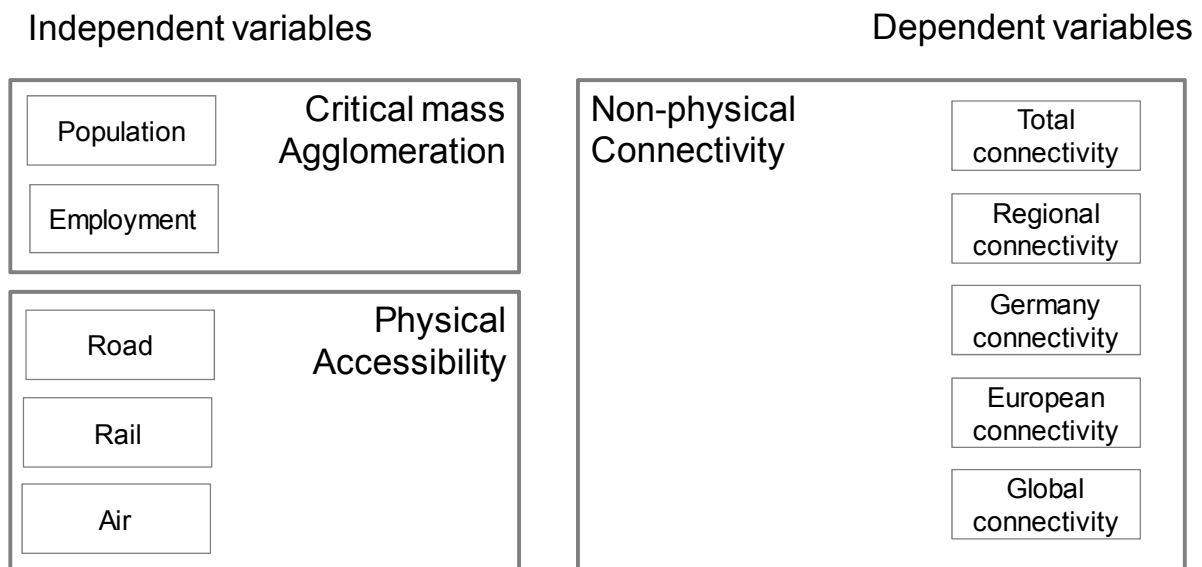 Independent variables
Dependent variables
Population
Critical mass
Agglomeration
Employment
Road
Physical
Accessibility
Rail
Air
Non-physical
Connectivity
Total
connectivity
Regional
connectivity
Germany
connectivity
European
connectivity
Global
connectivity